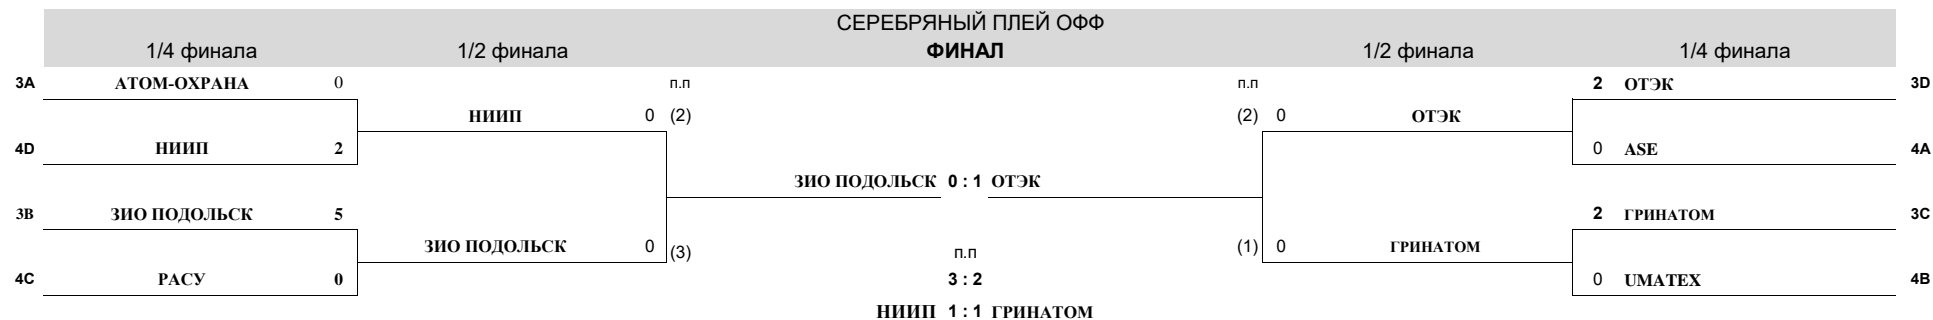 СЕРЕБРЯНЫЙ ПЛЕЙ ОФФ
1/4 финала 1/2 финала ФИНАЛ 1/2 финала 1/4 финала
3A АТОМ-ОХРАНА 0 п.п п.п 2 ОТЭК 3D
НИИП 0 (2) (2) 0 ОТЭК
4D НИИП 2 0 ASE 4A
ЗИО ПОДОЛЬСК 0 : 1 ОТЭК
3B ЗИО ПОДОЛЬСК 5 2 ГРИНАТОМ 3C
ЗИО ПОДОЛЬСК 0 (3) п.п (1) 0 ГРИНАТОМ
4C РАСУ 0 3 : 2 0 UMATEX 4B
НИИП 1 : 1 ГРИНАТОМ